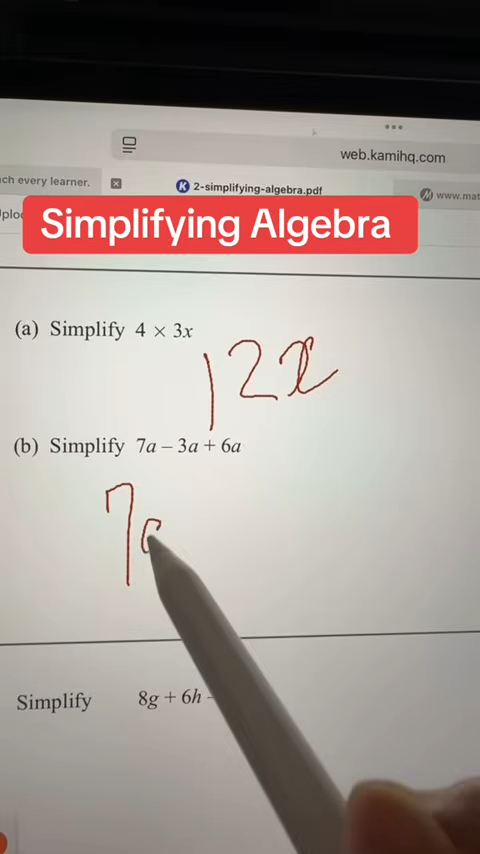 web.kamihq.com
ch every learner.
2-simplifying-algebra.pdf
www.mat
Simplifying Algebra
(a) Simplify 4 × 3x
12x
(b) Simplify 7a – 3a + 6a
7
Simplify 8g + 6h